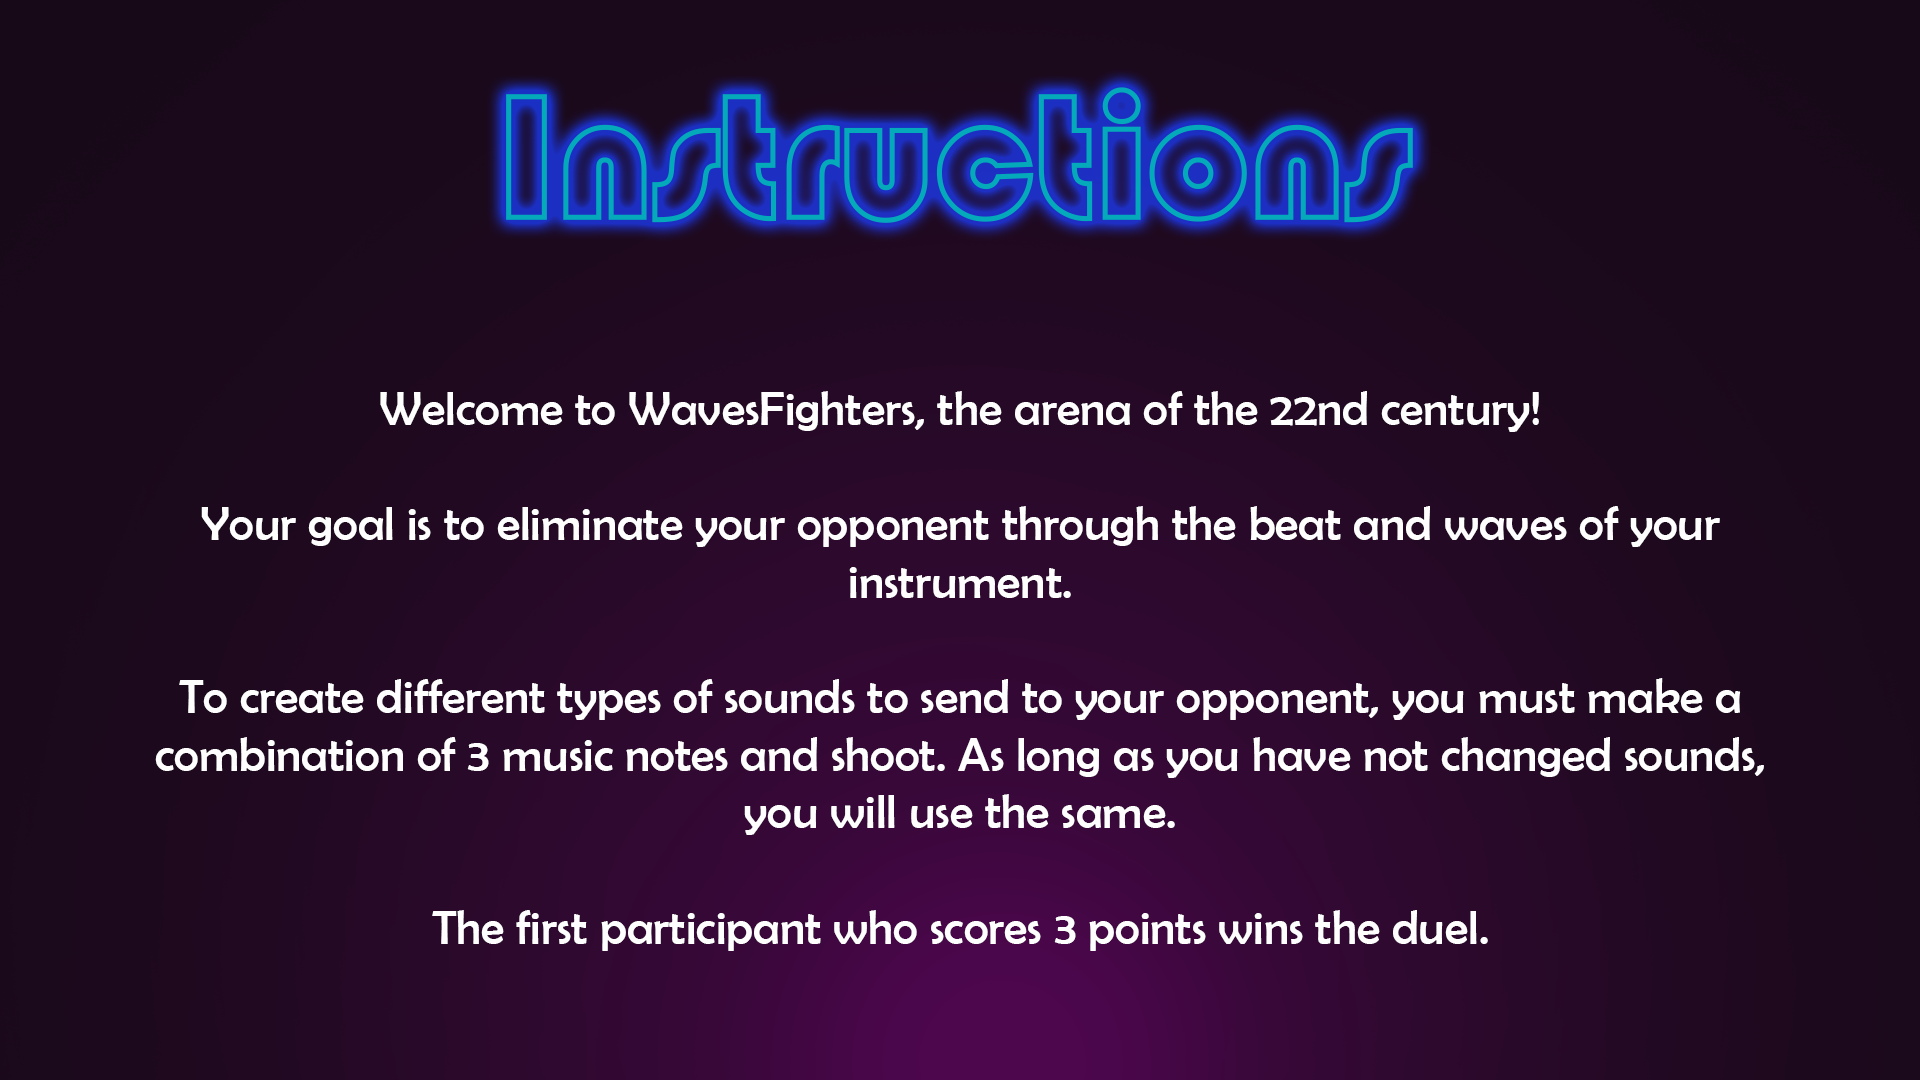 Instructions
Welcome to WavesFighters, the arena of the 22nd century!
Your goal is to eliminate your opponent through the beat and waves of your
instrument.
To create different types of sounds to send to your opponent, you must make a
combination of 3 music notes and shoot. As long as you have not changed sounds,
you will use the same.
The first participant who scores 3 points wins the duel.